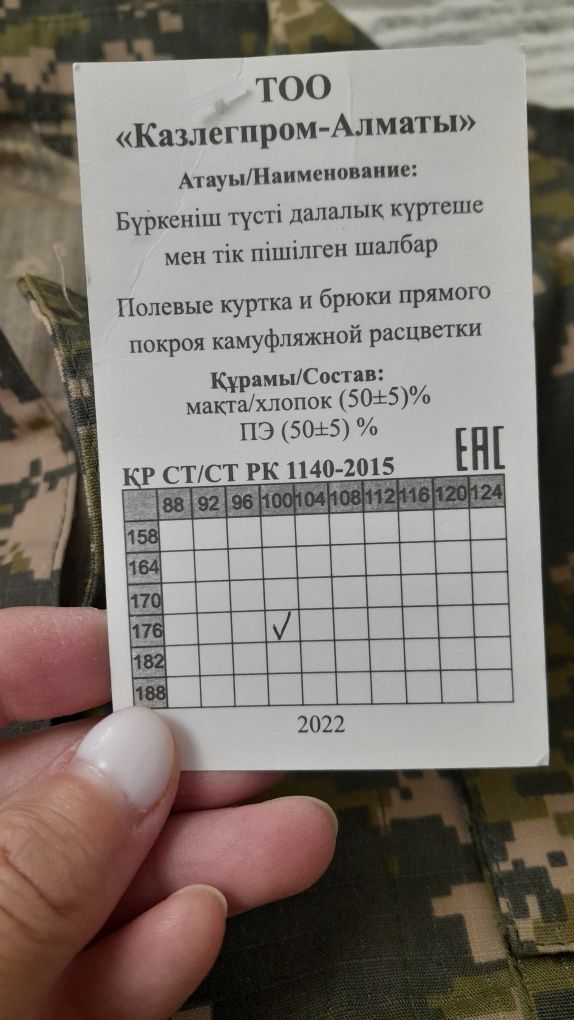 ТОО
«Казлегпром-Алматы»
Атауы/Наименование:
Бүркеніш түсті далалық күртеше
мен тік пішілген шалбар
Полевые куртка и брюки прямого
покроя камуфляжной расцветки
Құрамы/Состав:
мақта/хлопок (50±5)%
ПЭ (50±5) %
ҚР СТ/СТ РК 1140-2015
EAC
88 92 96 100 104 108 112 116 120 124
158
164
170
176 ✓
182
188
2022